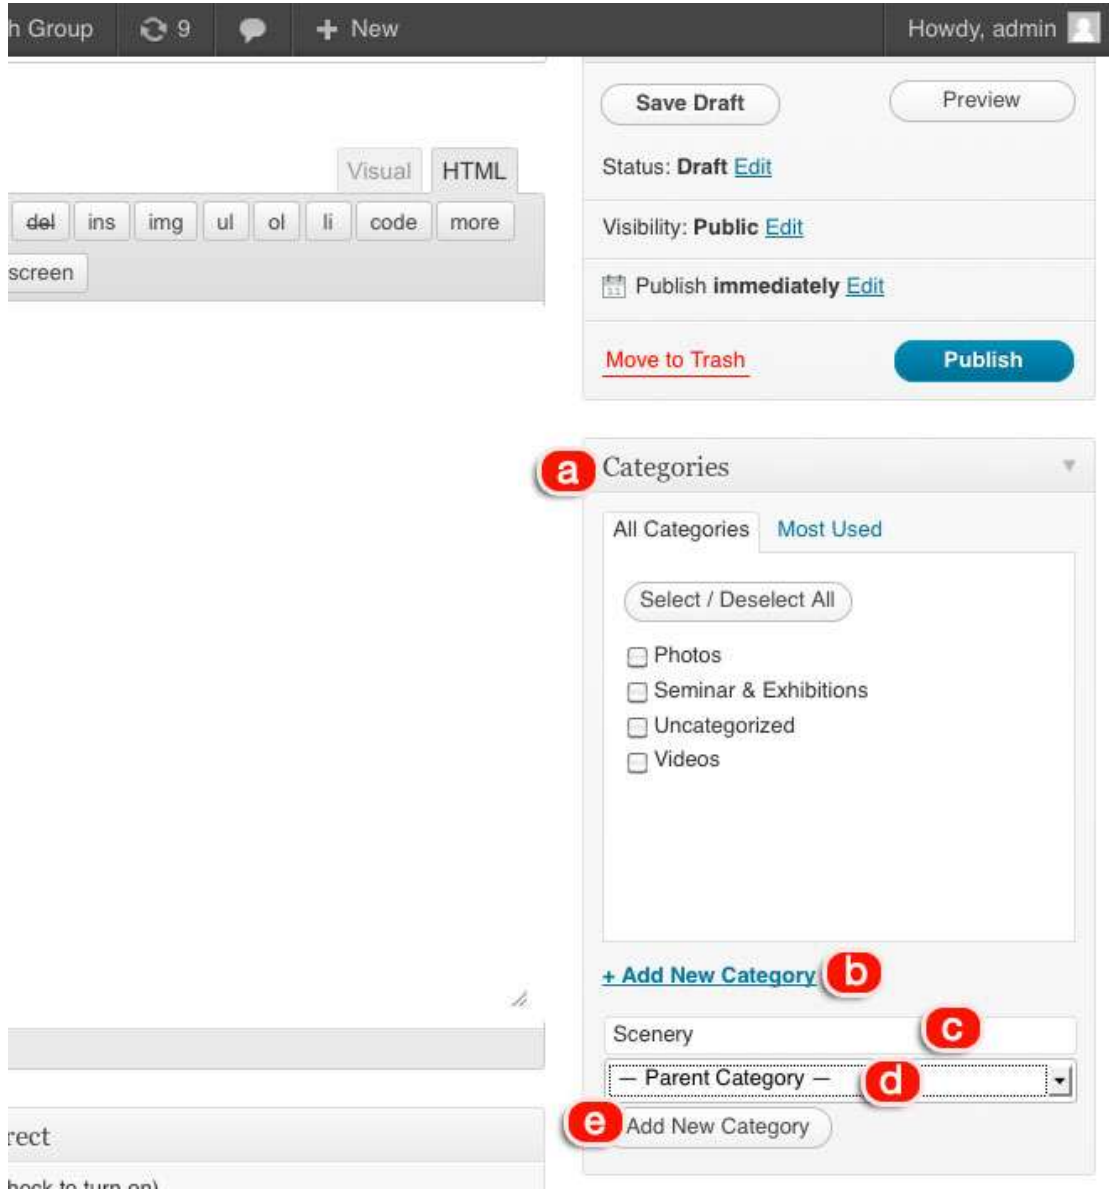 h Group 9 + New Howdy, admin
Save Draft Preview
Visual HTML
Status: Draft Edit
del ins img ul ol li code more
Visibility: Public Edit
screen
11 Publish immediately Edit
Move to Trash Publish
a Categories
All Categories Most Used
Select / Deselect All
Photos
Seminar & Exhibitions
Uncategorized
Videos
+ Add New Category b
Scenery c
— Parent Category — d
e Add New Category
rect
heck to turn on)